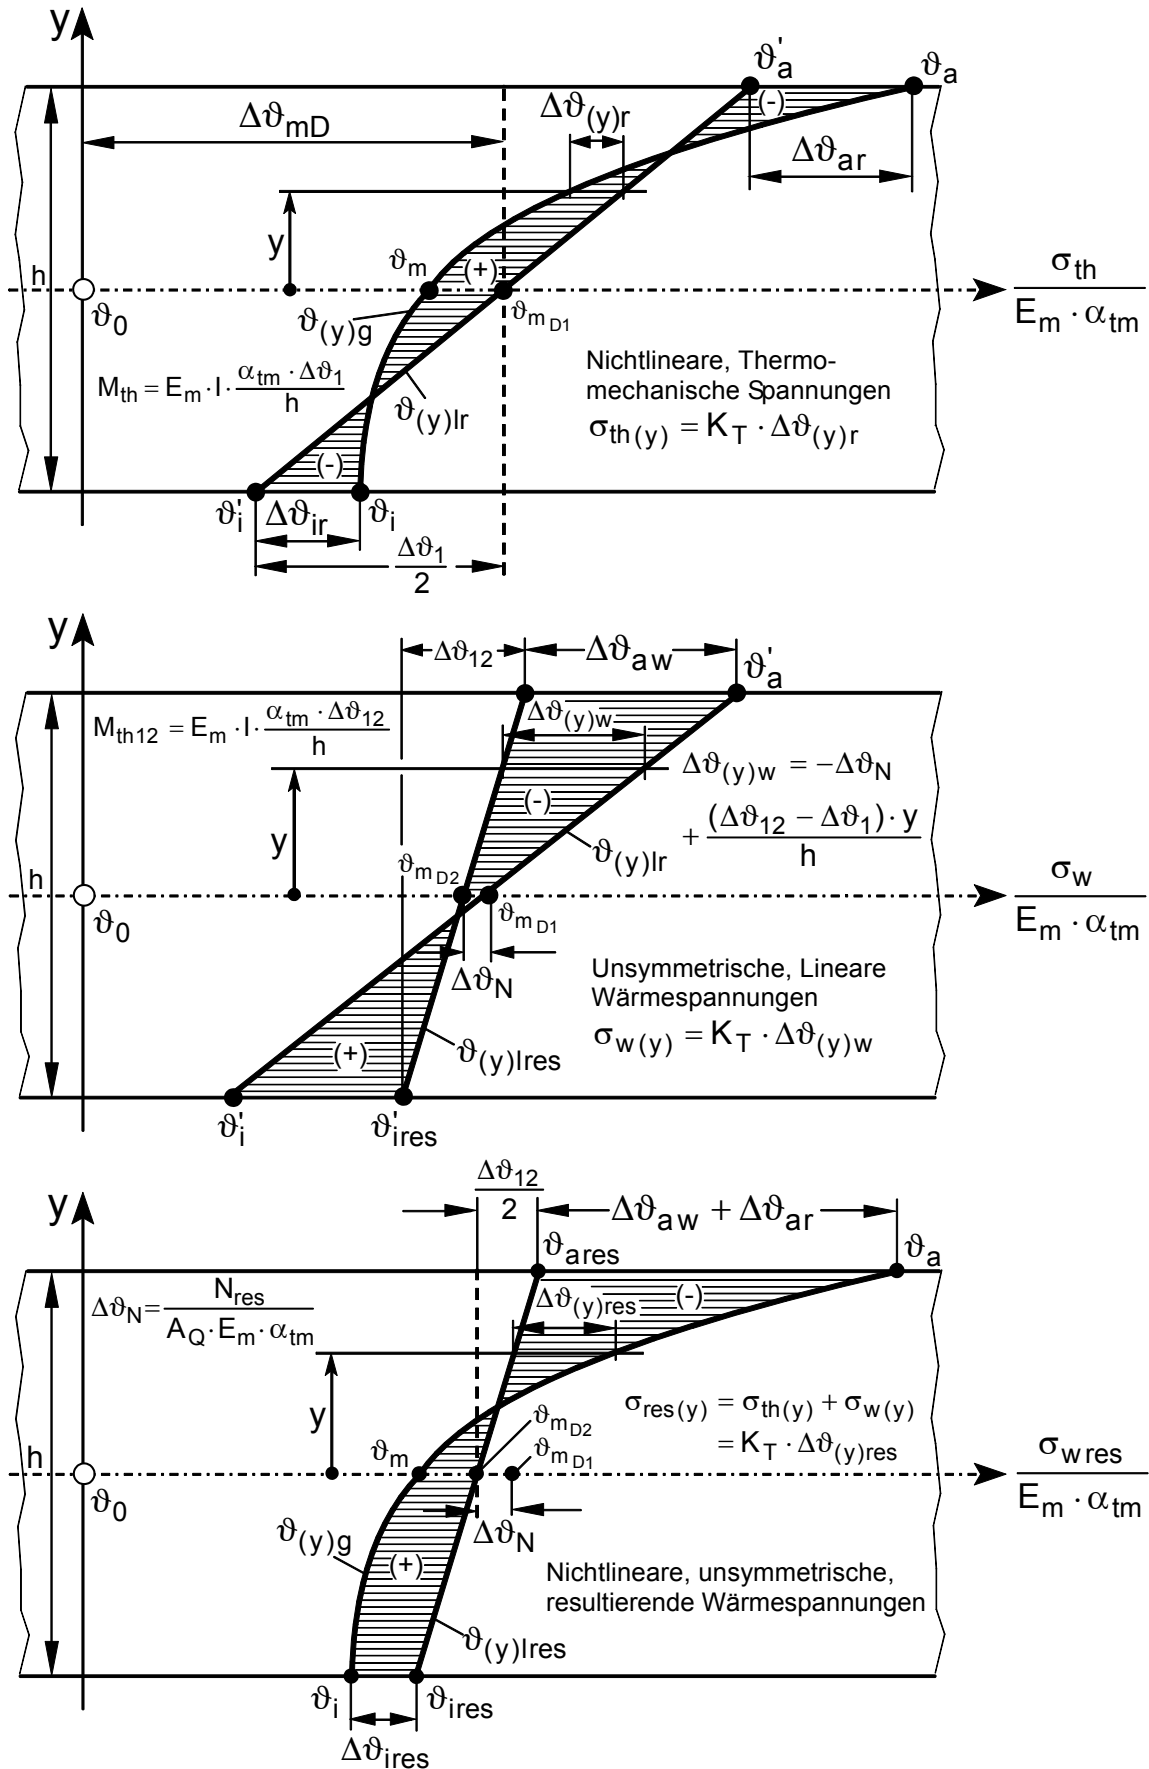 y
ϑ'a
ϑa
Δϑ(y)r
(-)
ΔϑmD
Δϑar
y
h
ϑm
(+)
σth / (Em · αtm)
ϑ0
ϑ(y)g
ϑmD1
Nichtlineare, Thermo-
mechanische Spannungen
Mth = Em · I · (αtm · Δϑ1) / h
ϑ(y)lr
σth(y) = KT · Δϑ(y)r
(-)
ϑ'i
Δϑir
ϑi
Δϑ1 / 2
y
Δϑ12
Δϑaw
ϑ'a
Mth12 = Em · I · (αtm · Δϑ12) / h
Δϑ(y)w
Δϑ(y)w = −ΔϑN
(-)
+ ((Δϑ12 − Δϑ1) · y) / h
y
ϑ(y)lr
h
ϑmD2
σw / (Em · αtm)
ϑ0
ϑmD1
ΔϑN
Unsymmetrische, Lineare
Wärmespannungen
σw(y) = KT · Δϑ(y)w
(+)
ϑ(y)lres
ϑ'i
ϑ'ires
y
Δϑ12 / 2
Δϑaw + Δϑar
ϑares
ϑa
ΔϑN = Nres / (AQ · Em · αtm)
Δϑ(y)res
(-)
y
σres(y) = σth(y) + σw(y)
= KT · Δϑ(y)res
h
ϑm
ϑmD2
ϑmD1
σwres / (Em · αtm)
ϑ0
ϑ(y)g
ΔϑN
(+)
Nichtlineare, unsymmetrische,
resultierende Wärmespannungen
ϑ(y)lres
ϑi
ϑires
Δϑires